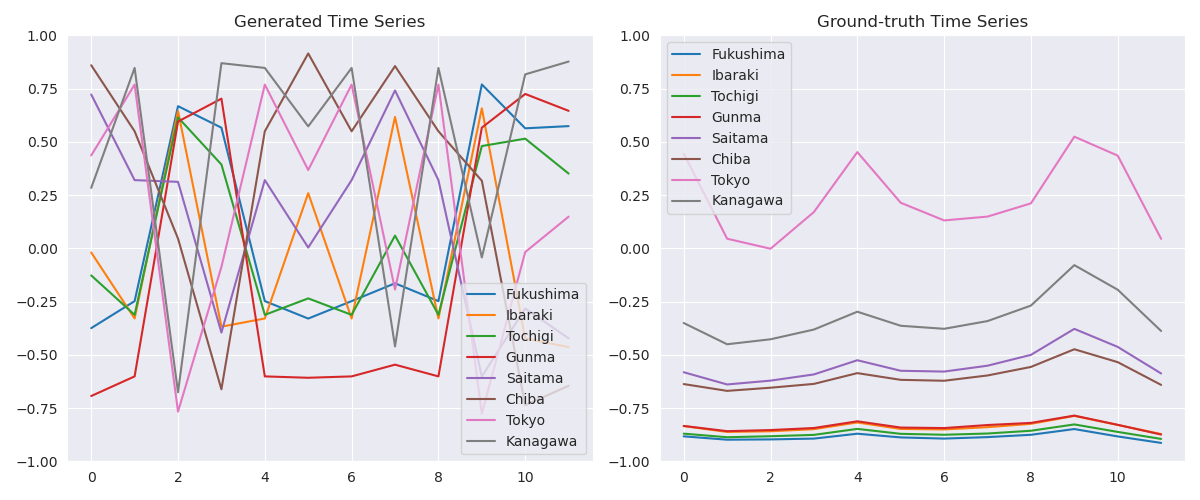 Generated Time Series
1.00
0.75
0.50
0.25
0.00
−0.25
−0.50
−0.75
−1.00
0
2
4
6
8
10
Fukushima
Ibaraki
Tochigi
Gunma
Saitama
Chiba
Tokyo
Kanagawa
Ground-truth Time Series
1.00
0.75
0.50
0.25
0.00
−0.25
−0.50
−0.75
−1.00
0
2
4
6
8
10
Fukushima
Ibaraki
Tochigi
Gunma
Saitama
Chiba
Tokyo
Kanagawa